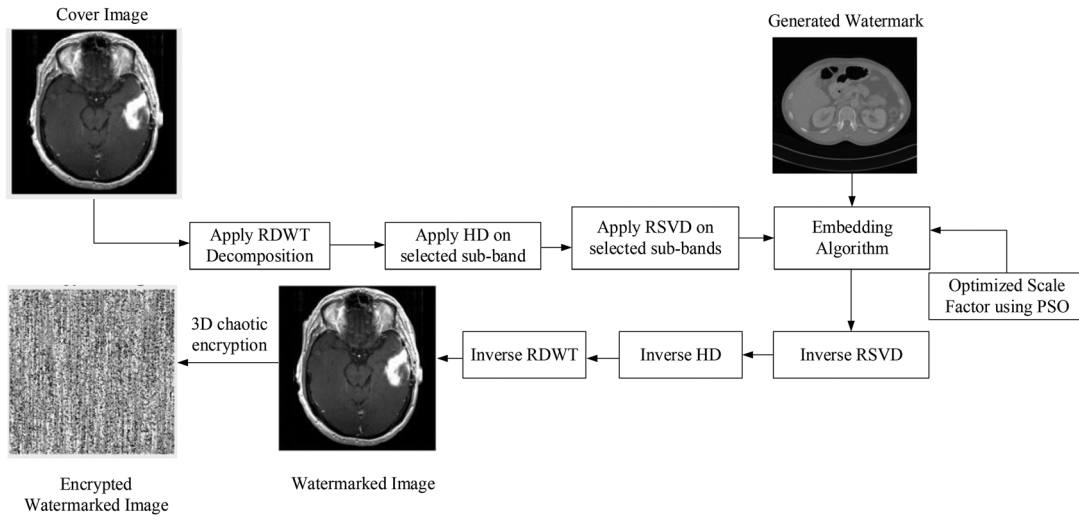 Cover Image
Generated Watermark
Apply RDWT
Decomposition
Apply HD on
selected sub-band
Apply RSVD on
selected sub-bands
Embedding
Algorithm
Optimized Scale
Factor using PSO
3D chaotic
encryption
Inverse RDWT
Inverse HD
Inverse RSVD
Encrypted
Watermarked Image
Watermarked Image